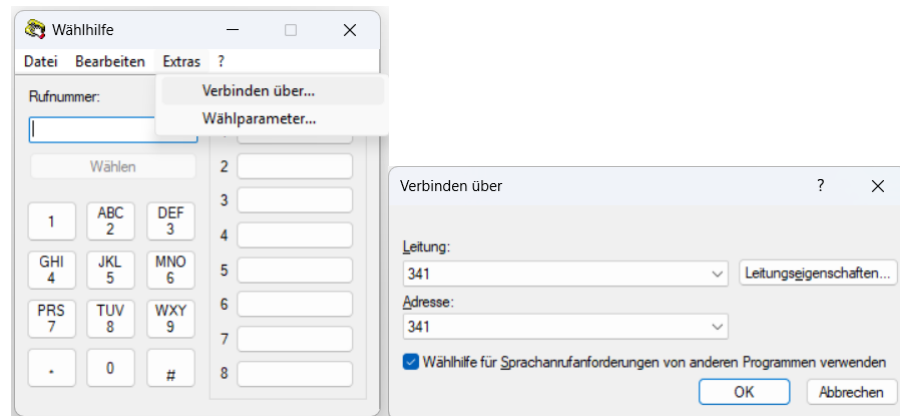 Wählhilfe
Datei Bearbeiten Extras ?
Verbinden über...
Wählparameter...
Rufnummer:
Wählen
1
ABC
2
DEF
3
GHI
4
JKL
5
MNO
6
PRS
7
TUV
8
WXY
9
0
#
2
3
4
5
6
7
8
Verbinden über ?
Leitung:
341
Leitungseigenschaften...
Adresse:
341
Wählhilfe für Sprachanrufanforderungen von anderen Programmen verwenden
OK Abbrechen